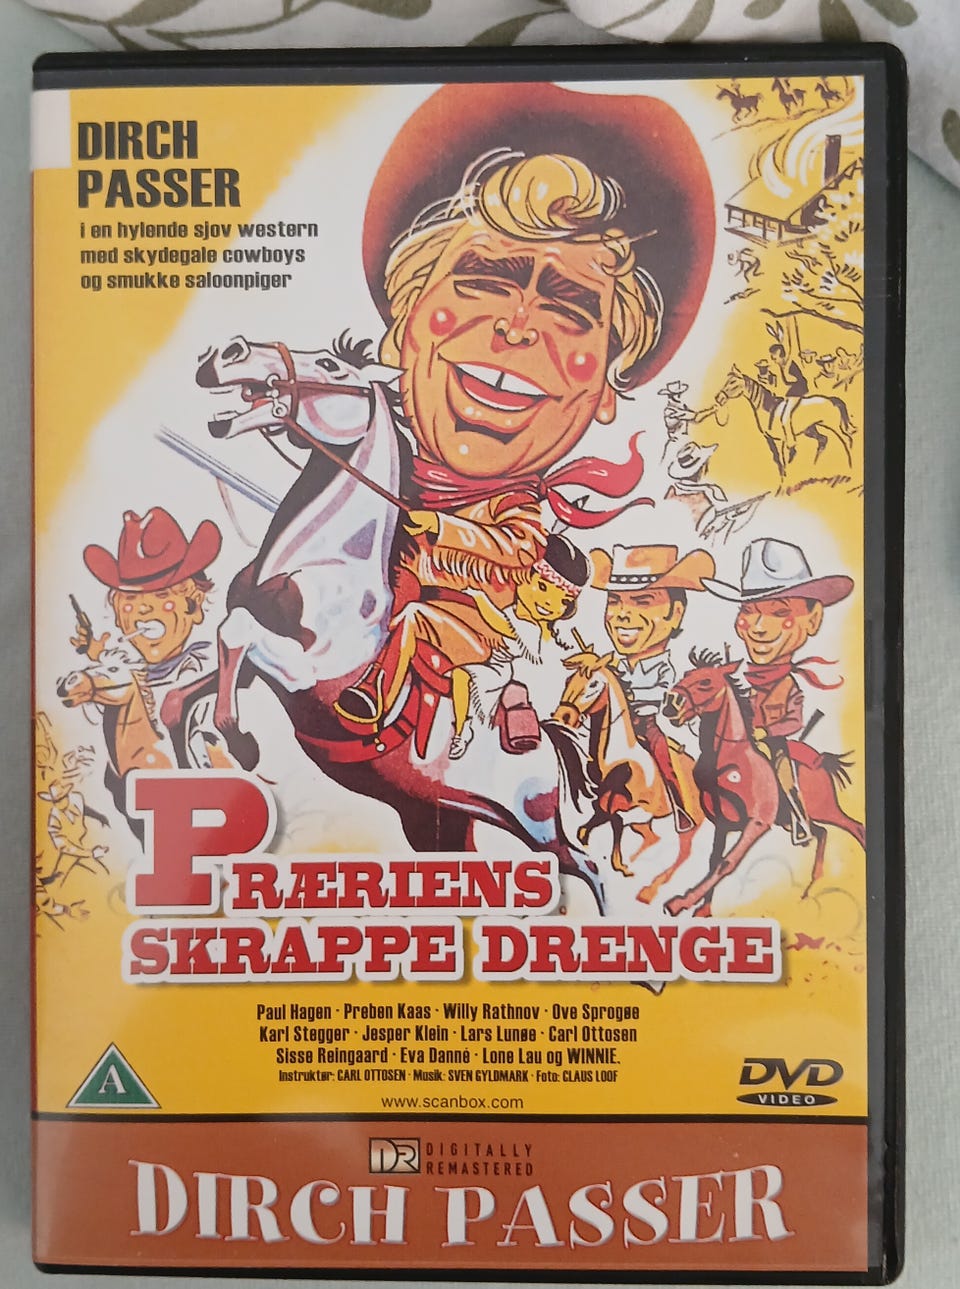 DIRCH
PASSER
i en hylende sjov western
med skydegale cowboys
og smukke saloonpiger
PRÆRIENS
SKRAPPE DRENGE
Paul Hagen · Preben Kaas · Willy Rathnov · Ove Sprogøe
Karl Stegger · Jesper Klein · Lars Lunøe · Carl Ottosen
Sisse Reingaard · Eva Danné · Lone Lau og WINNIE.
Instruktør: CARL OTTOSEN · Musik: SVEN GYLDMARK · Foto: CLAUS LOOF
www.scanbox.com
A
DVD
VIDEO
DR DIGITALLY
REMASTERED
DIRCH PASSER